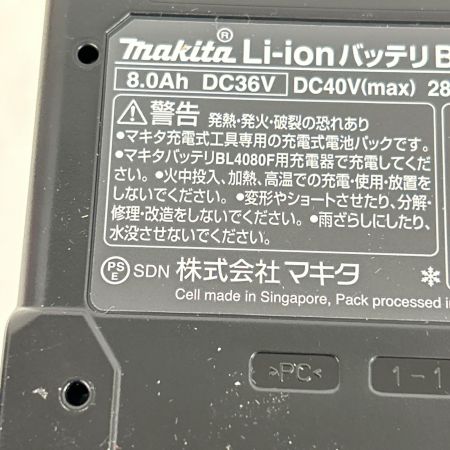 makita® Li-ion バッテリ B
8.0Ah DC36V DC40V(max) 28
⚠警告 発熱・発火・破裂の恐れあり
•マキタ充電式工具専用の充電式電池パックです。
•マキタバッテリBL4080F用充電器で充電してくだ
さい。•火中投入、加熱、高温での充電・使用・放置を
しないでください。•変形やショートさせたり、分解・
修理・改造をしないでください。•雨ざらしにしたり、
水没させないでください。
PSE SDN 株式会社 マキタ
Cell made in Singapore, Pack processed i
>PC< 1-1